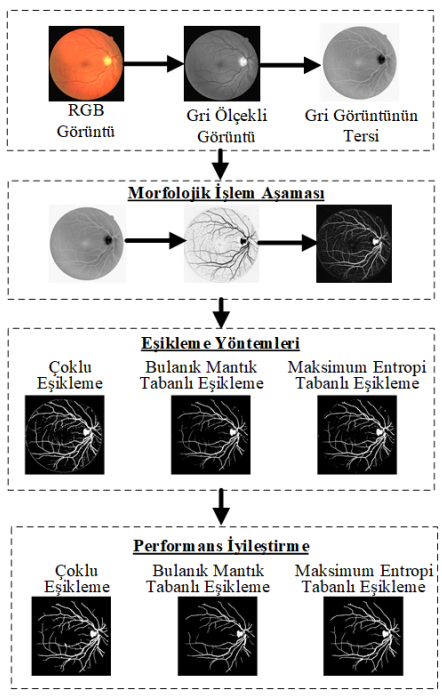 RGB
Görüntü
Gri Ölçekli
Görüntü
Gri Görüntünün
Tersi
Morfolojik İşlem Aşaması
Eşikleme Yöntemleri
Çoklu
Eşikleme
Bulanık Mantık
Tabanlı Eşikleme
Maksimum Entropi
Tabanlı Eşikleme
Performans İyileştirme
Çoklu
Eşikleme
Bulanık Mantık
Tabanlı Eşikleme
Maksimum Entropi
Tabanlı Eşikleme